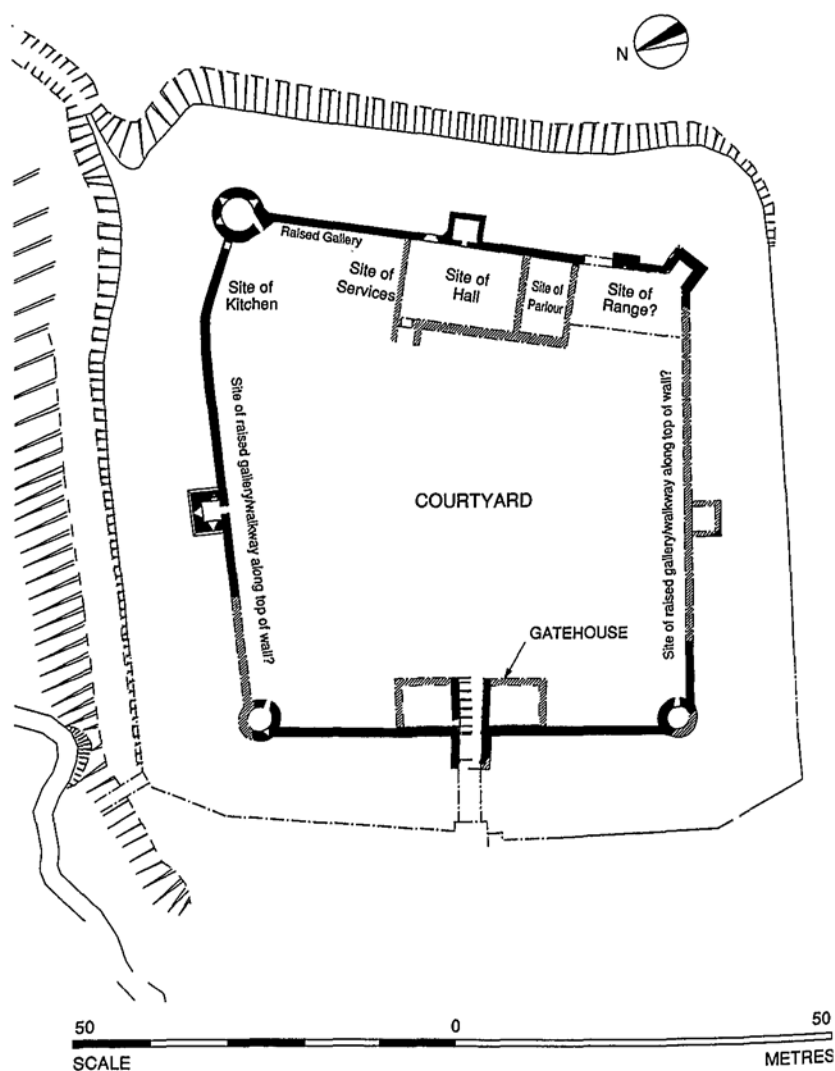 N
Raised Gallery
Site of
Kitchen
Site of
Services
Site of
Hall
Site of
Parlour
Site of
Range?
Site of raised gallery/walkway along top of wall?
Site of raised gallery/walkway along top of wall?
COURTYARD
GATEHOUSE
50
0
50
SCALE
METRES